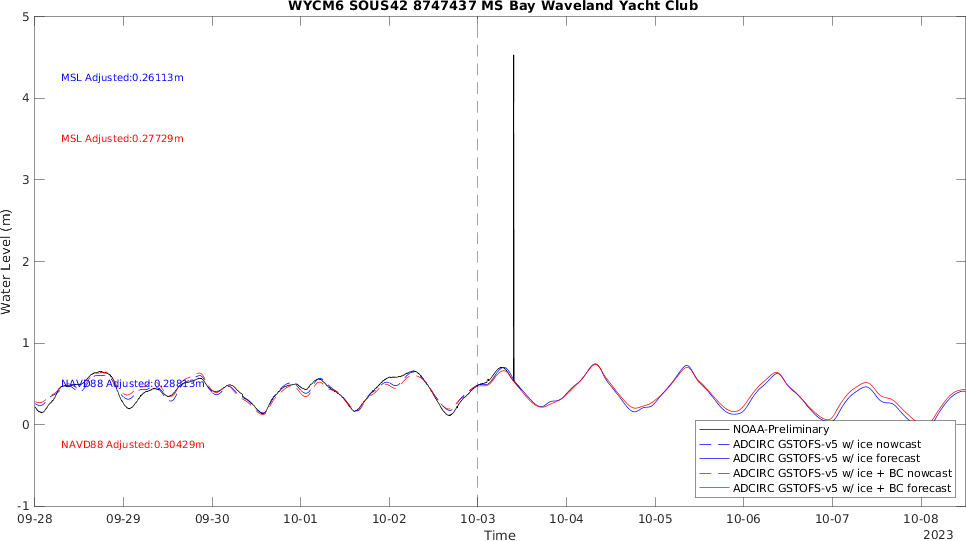 WYCM6 SOUS42 8747437 MS Bay Waveland Yacht Club
5
4
3
2
1
0
-1
Water Level (m)
MSL Adjusted:0.26113m
MSL Adjusted:0.27729m
NAVD88 Adjusted:0.28813m
NAVD88 Adjusted:0.30429m
NOAA-Preliminary
ADCIRC GSTOFS-v5 w/ ice nowcast
ADCIRC GSTOFS-v5 w/ ice forecast
ADCIRC GSTOFS-v5 w/ ice + BC nowcast
ADCIRC GSTOFS-v5 w/ ice + BC forecast
09-28 09-29 09-30 10-01 10-02 10-03 10-04 10-05 10-06 10-07 10-08
Time
2023